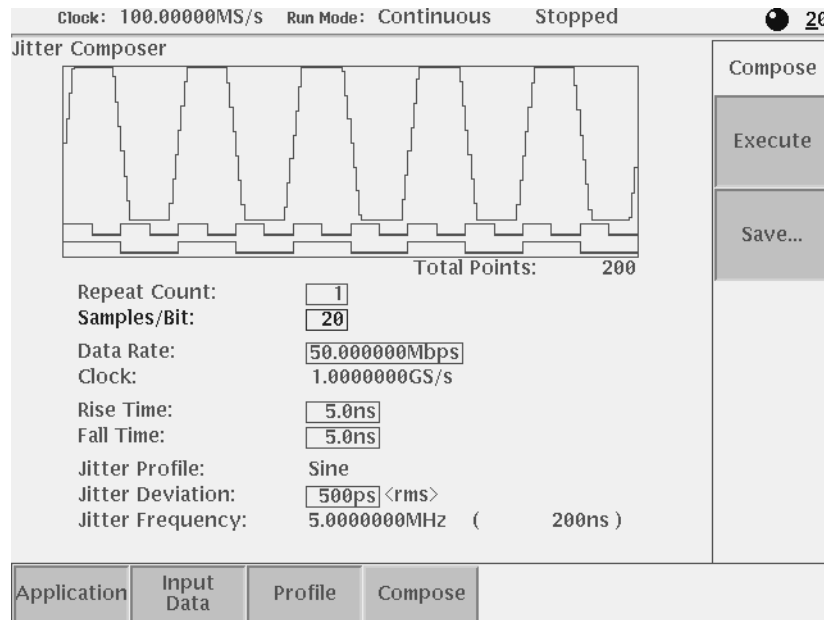 Clock: 100.00000MS/s Run Mode: Continuous Stopped 20
Jitter Composer
Compose
Execute
Save...
Total Points: 200
Repeat Count: 1
Samples/Bit: 20
Data Rate: 50.000000Mbps
Clock: 1.0000000GS/s
Rise Time: 5.0ns
Fall Time: 5.0ns
Jitter Profile: Sine
Jitter Deviation: 500ps <rms>
Jitter Frequency: 5.0000000MHz ( 200ns )
Application Input Data Profile Compose